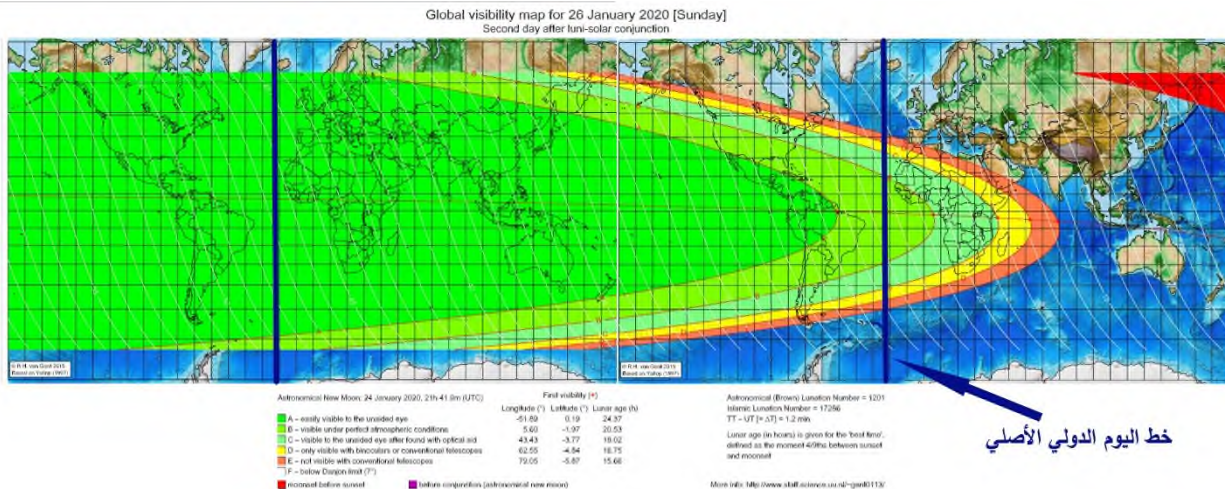 Global visibility map for 26 January 2020 [Sunday]
Second day after luni-solar conjunction
© R.H. van Gent 2015
Based on Yallop (1997)
© R.H. van Gent 2015
Based on Yallop (1997)
Astronomical New Moon: 24 January 2020, 21h 41.9m (UTC)
First visibility (+)
Longitude (°) Latitude (°) Lunar age (h)
A – easily visible to the unaided eye -51.89 0.19 24.37
B – visible under perfect atmospheric conditions 5.60 -1.97 20.53
C – visible to the unaided eye after found with optical aid 43.43 -3.77 18.02
D – only visible with binoculars or conventional telescopes 62.55 -4.84 16.75
E – not visible with conventional telescopes 79.05 -5.87 15.66
F – below Danjon limit (7°)
moonset before sunset
before conjunction (astronomical new moon)
Astronomical (Brown) Lunation Number = 1201
Islamic Lunation Number = 17286
TT – UT [= ΔT] = 1.2 min
Lunar age (in hours) is given for the 'best time',
defined as the moment 4/9ths between sunset
and moonset
More info: http://www.staff.science.uu.nl/~gent0113/
خط اليوم الدولي الأصلي